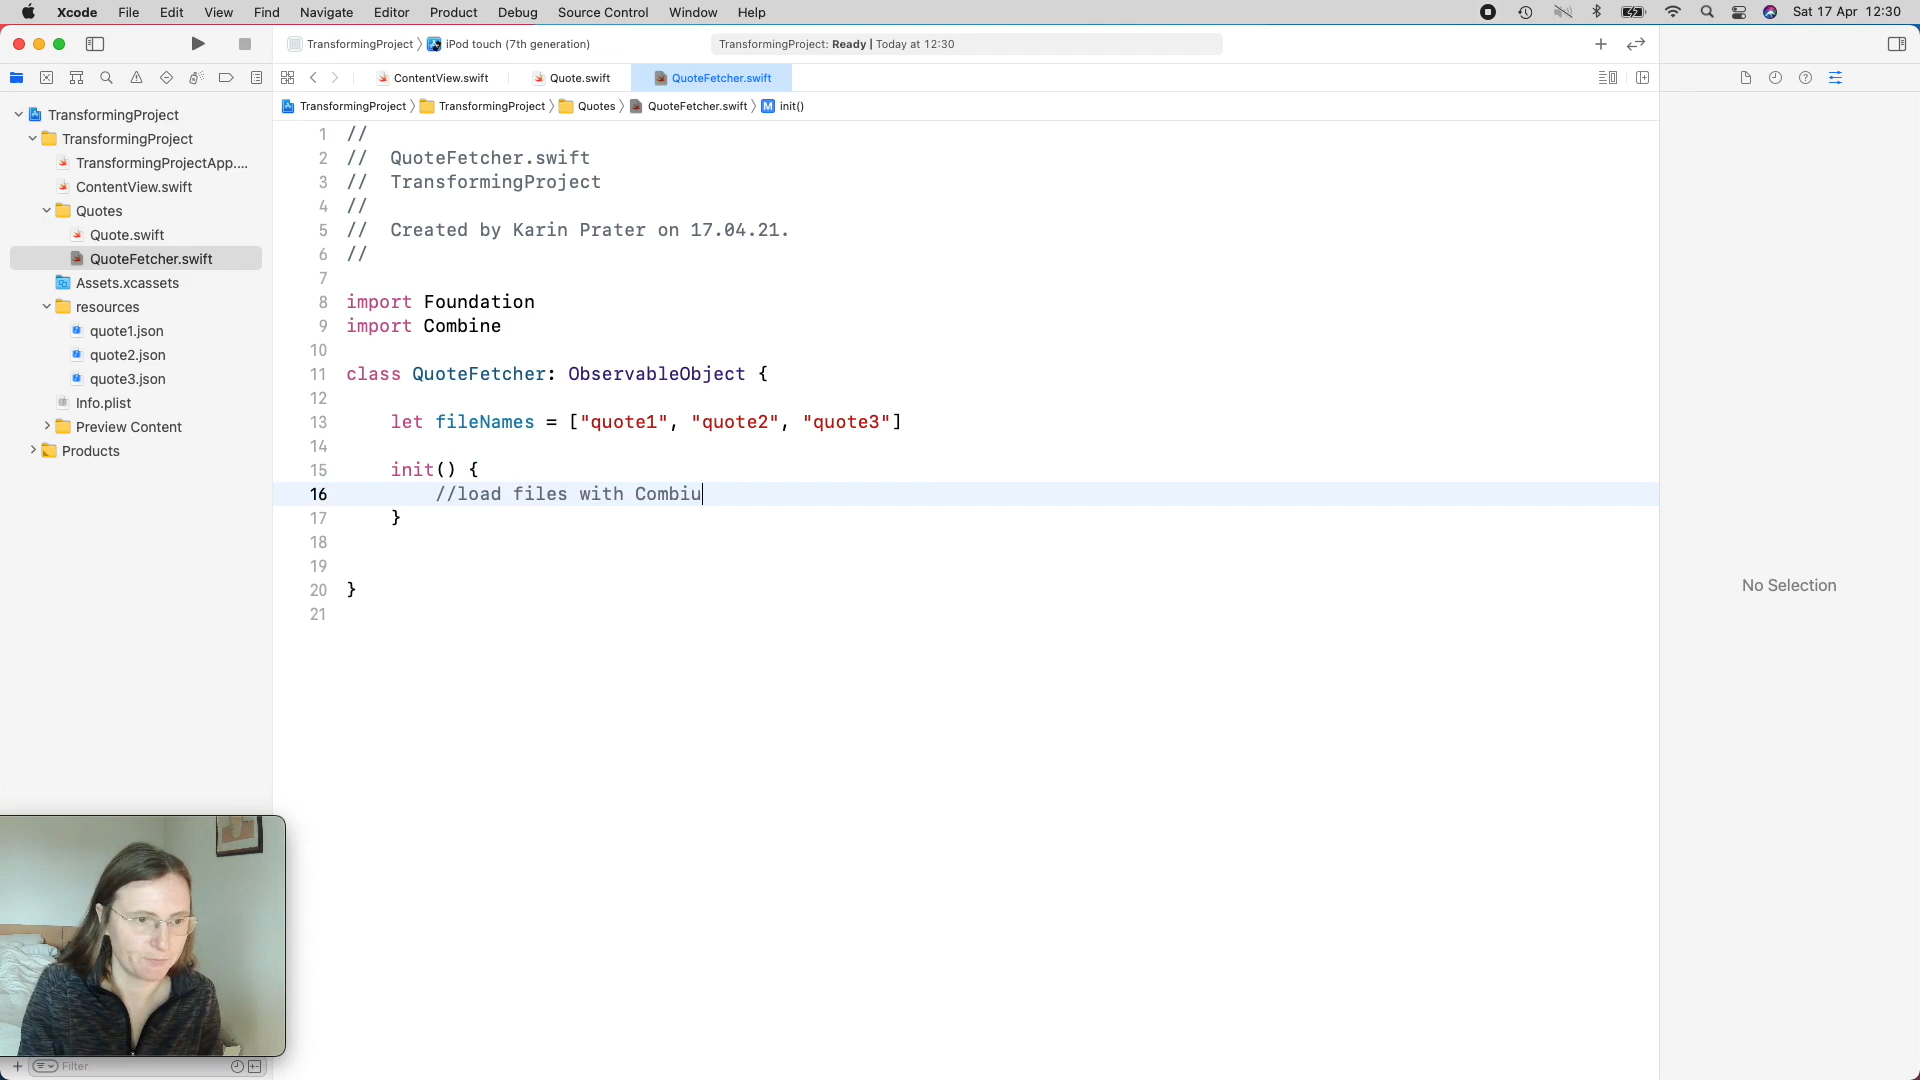 Xcode File Edit View Find Navigate Editor Product Debug Source Control Window Help Sat 17 Apr 12:30
TransformingProject 〉 iPod touch (7th generation) TransformingProject: Ready | Today at 12:30
ContentView.swift Quote.swift QuoteFetcher.swift
TransformingProject 〉 TransformingProject 〉 Quotes 〉 QuoteFetcher.swift 〉 M init()
TransformingProject
TransformingProject
TransformingProjectApp....
ContentView.swift
Quotes
Quote.swift
QuoteFetcher.swift
Assets.xcassets
resources
quote1.json
quote2.json
quote3.json
Info.plist
Preview Content
Products
Filter
1 //
2 // QuoteFetcher.swift
3 // TransformingProject
4 //
5 // Created by Karin Prater on 17.04.21.
6 //
7
8 import Foundation
9 import Combine
10
11 class QuoteFetcher: ObservableObject {
12
13 let fileNames = ["quote1", "quote2", "quote3"]
14
15 init() {
16 //load files with Combiu
17 }
18
19
20 }
21
No Selection